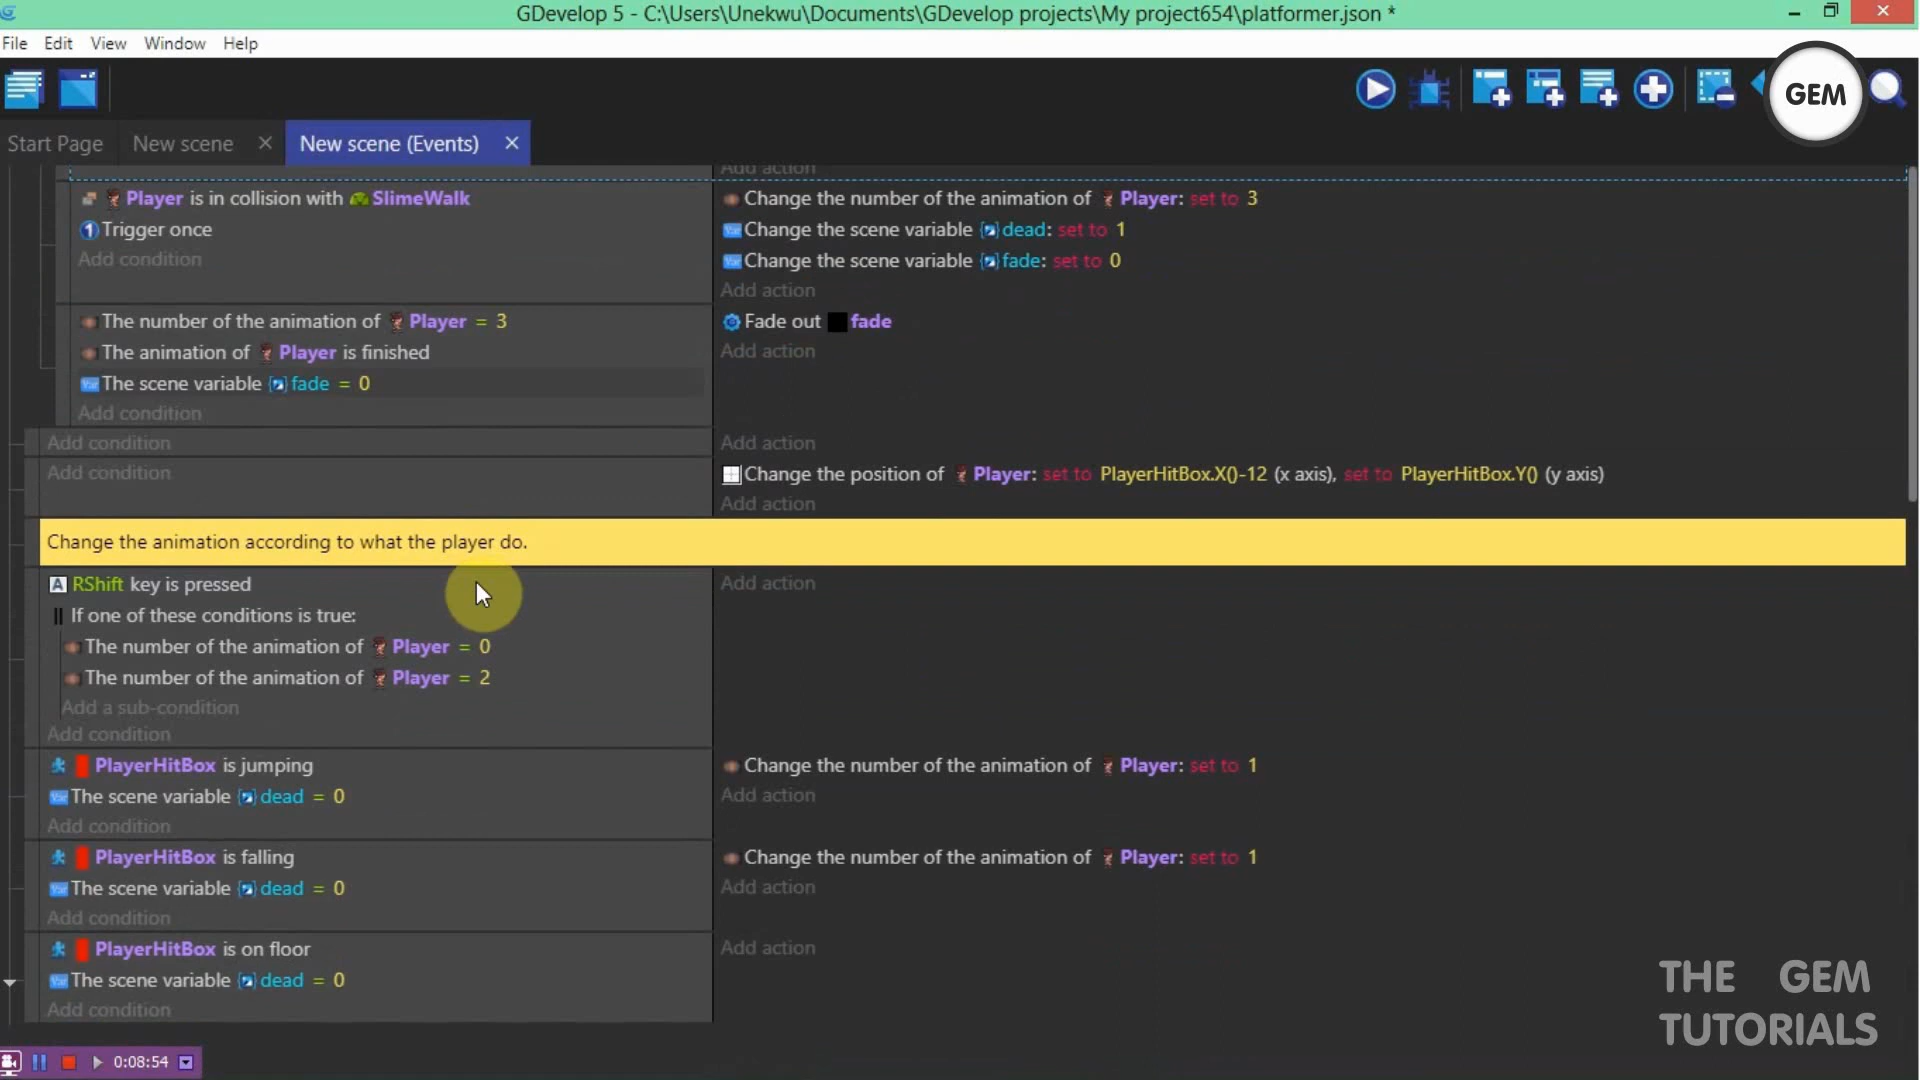 GDevelop 5 - C:\Users\Unekwu\Documents\GDevelop projects\My project654\platformer.json *
File Edit View Window Help
GEM
Start Page New scene New scene (Events)
Add action
Player is in collision with SlimeWalk
Change the number of the animation of Player: set to 3
Trigger once
Change the scene variable dead: set to 1
Add condition
Change the scene variable fade: set to 0
Add action
The number of the animation of Player = 3
Fade out fade
The animation of Player is finished
Add action
The scene variable fade = 0
Add condition
Add condition
Add action
Add condition
Change the position of Player: set to PlayerHitBox.X()-12 (x axis), set to PlayerHitBox.Y() (y axis)
Add action
Change the animation according to what the player do.
RShift key is pressed
Add action
If one of these conditions is true:
The number of the animation of Player = 0
The number of the animation of Player = 2
Add a sub-condition
Add condition
PlayerHitBox is jumping
Change the number of the animation of Player: set to 1
The scene variable dead = 0
Add action
Add condition
PlayerHitBox is falling
Change the number of the animation of Player: set to 1
The scene variable dead = 0
Add action
Add condition
PlayerHitBox is on floor
Add action
The scene variable dead = 0
Add condition
THE GEM
TUTORIALS
0:08:54